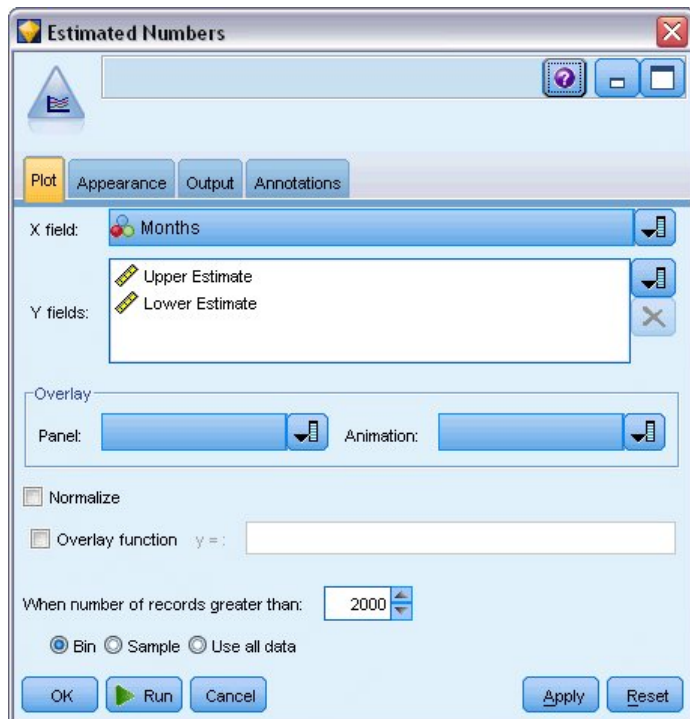 Estimated Numbers
Plot Appearance Output Annotations
X field: Months
Y fields: Upper Estimate
Lower Estimate
Overlay
Panel: Animation:
Normalize
Overlay function y = :
When number of records greater than: 2000
Bin Sample Use all data
OK Run Cancel Apply Reset